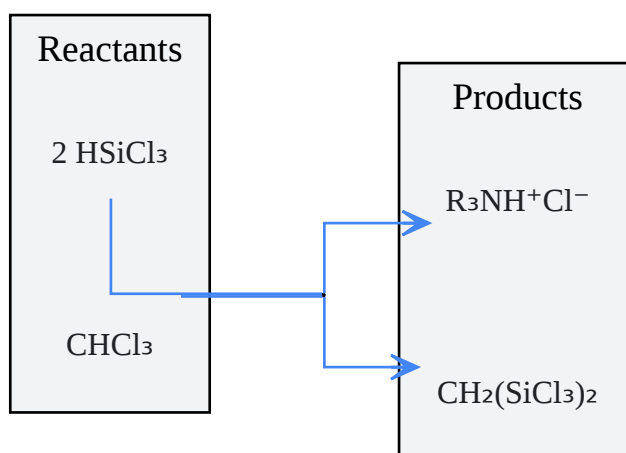 Reactants
2 HSiCl₃
CHCl₃
Products
R₃NH⁺Cl⁻
CH₂(SiCl₃)₂